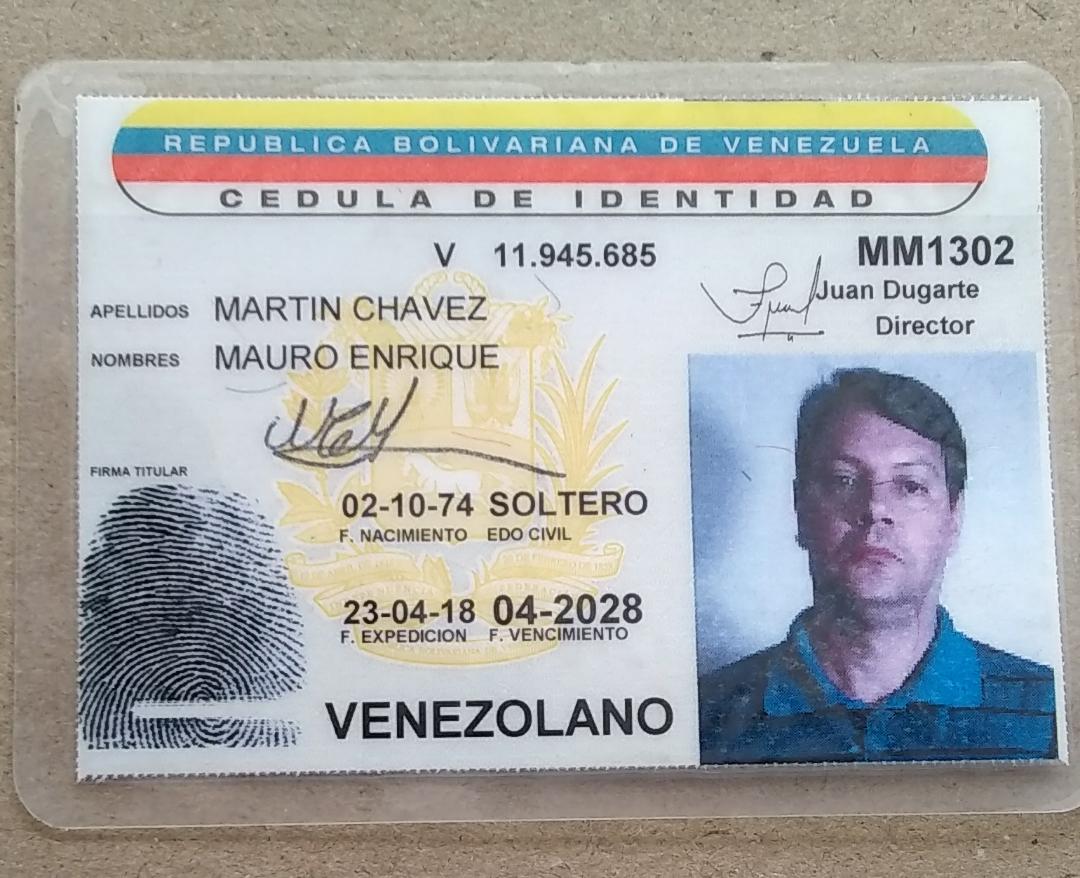 REPUBLICA BOLIVARIANA DE VENEZUELA
CEDULA DE IDENTIDAD
V 11.945.685
MM1302
Juan Dugarte
Director
APELLIDOS MARTIN CHAVEZ
NOMBRES MAURO ENRIQUE
FIRMA TITULAR
02-10-74 SOLTERO
F. NACIMIENTO EDO CIVIL
23-04-18 04-2028
F. EXPEDICION F. VENCIMIENTO
VENEZOLANO